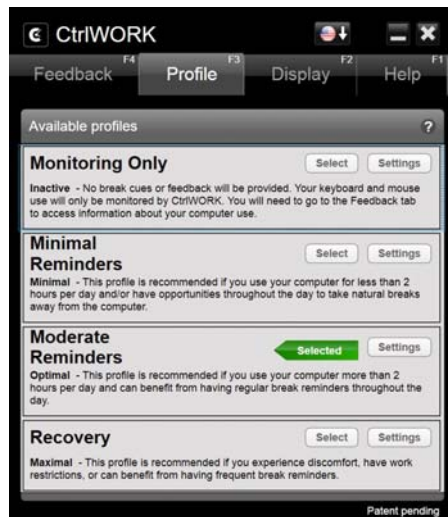 CtrlWORK
Feedback F4 Profile F3 Display F2 Help F1
Available profiles ?
Monitoring Only Select Settings
Inactive - No break cues or feedback will be provided. Your keyboard and mouse
use will only be monitored by CtrlWORK. You will need to go to the Feedback tab
to access information about your computer use.
Minimal
Reminders Select Settings
Minimal - This profile is recommended if you use your computer for less than 2
hours per day and/or have opportunities throughout the day to take natural breaks
away from the computer.
Moderate
Reminders Selected Settings
Optimal - This profile is recommended if you use your computer more than 2
hours per day and can benefit from having regular break reminders throughout the
day.
Recovery Select Settings
Maximal - This profile is recommended if you experience discomfort, have work
restrictions, or can benefit from having frequent break reminders.
Patent pending